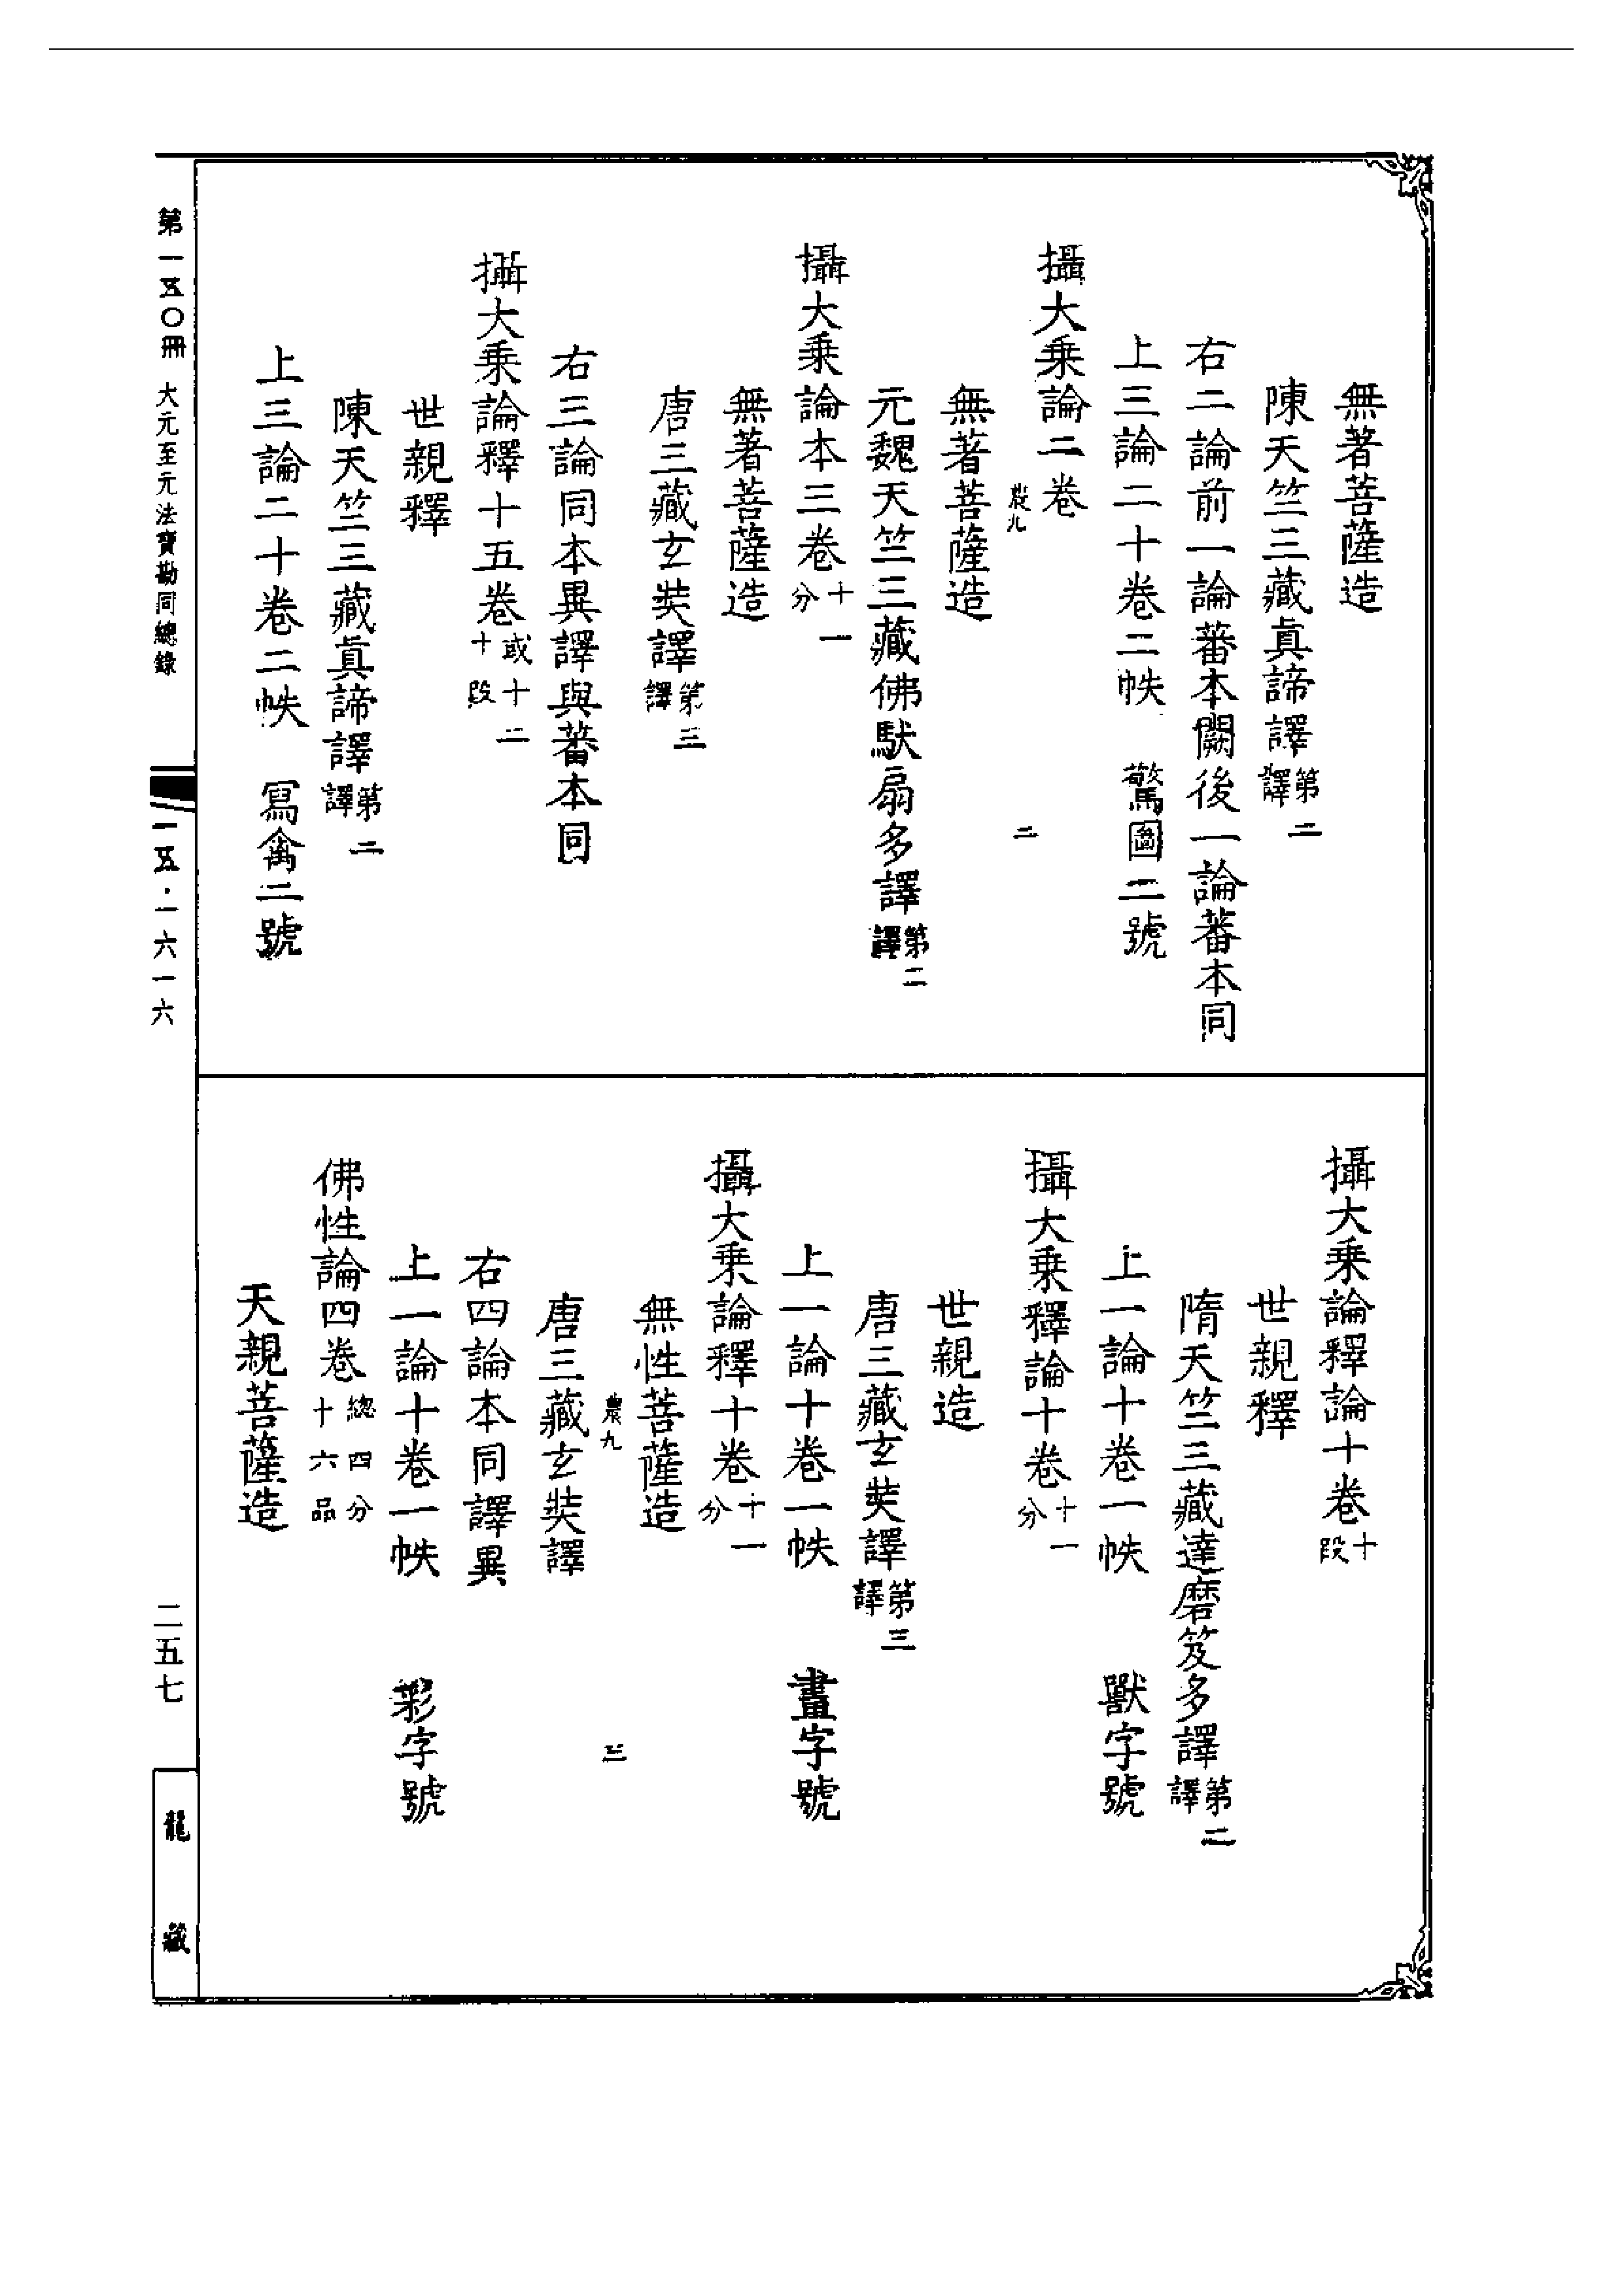 無著菩薩造
陳天竺三藏真諦譯第二譯
右二論前一論蕃本闕後一論蕃本同
上三論二十卷二帙　驚圖二號
攝大乘論二卷
農九　二
無著菩薩造
元魏天竺三藏佛馱扇多譯第二譯
攝大乘論本三卷十一分
無著菩薩造
唐三藏玄奘譯第三譯
右三論同本異譯與蕃本同
攝大乘論釋十五卷或十二十段
世親釋
陳天竺三藏真諦譯第二譯
上三論二十卷二帙　寫禽二號
攝大乘論釋論十卷十段
世親釋
隋天竺三藏達磨笈多譯第二譯
上一論十卷一帙　獸字號
攝大乘釋論十卷十一分
世親造
唐三藏玄奘譯第三譯
上一論十卷一帙　畫字號
攝大乘論釋十卷十一分
無性菩薩造
農九　三
唐三藏玄奘譯
右四論本同譯異
上一論十卷一帙　彩字號
佛性論四卷總四分十六品
天親菩薩造
第一五〇冊　大元至元法寶勘同總錄
一五〇·一六一六
二五七
龍藏